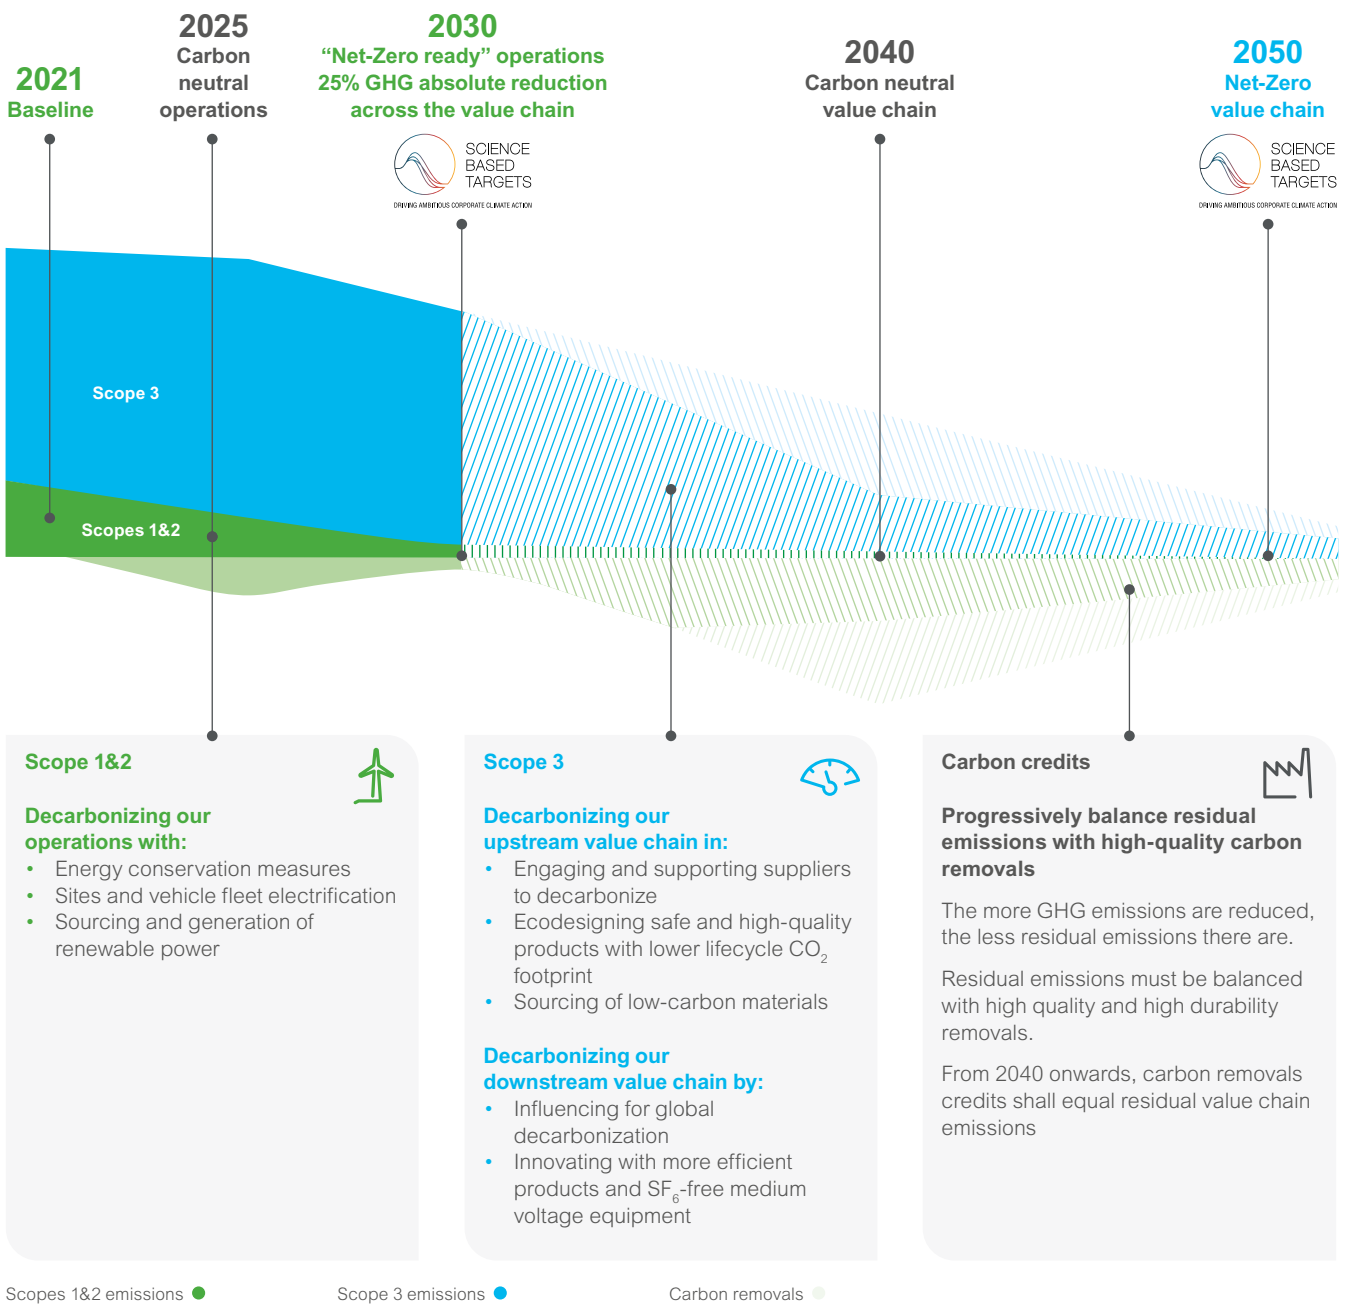 2021
Baseline
2025
Carbon
neutral
operations
2030
“Net-Zero ready” operations
25% GHG absolute reduction
across the value chain
SCIENCE
BASED
TARGETS
DRIVING AMBITIOUS CORPORATE CLIMATE ACTION
2040
Carbon neutral
value chain
2050
Net-Zero
value chain
SCIENCE
BASED
TARGETS
DRIVING AMBITIOUS CORPORATE CLIMATE ACTION
Scope 3
Scopes 1&2
Scope 1&2
Decarbonizing our
operations with:
• Energy conservation measures
• Sites and vehicle fleet electrification
• Sourcing and generation of
renewable power
Scope 3
Decarbonizing our
upstream value chain in:
• Engaging and supporting suppliers
to decarbonize
• Ecodesigning safe and high-quality
products with lower lifecycle CO₂
footprint
• Sourcing of low-carbon materials
Decarbonizing our
downstream value chain by:
• Influencing for global
decarbonization
• Innovating with more efficient
products and SF₆-free medium
voltage equipment
Carbon credits
Progressively balance residual
emissions with high-quality carbon
removals
The more GHG emissions are reduced,
the less residual emissions there are.
Residual emissions must be balanced
with high quality and high durability
removals.
From 2040 onwards, carbon removals
credits shall equal residual value chain
emissions
Scopes 1&2 emissions
Scope 3 emissions
Carbon removals